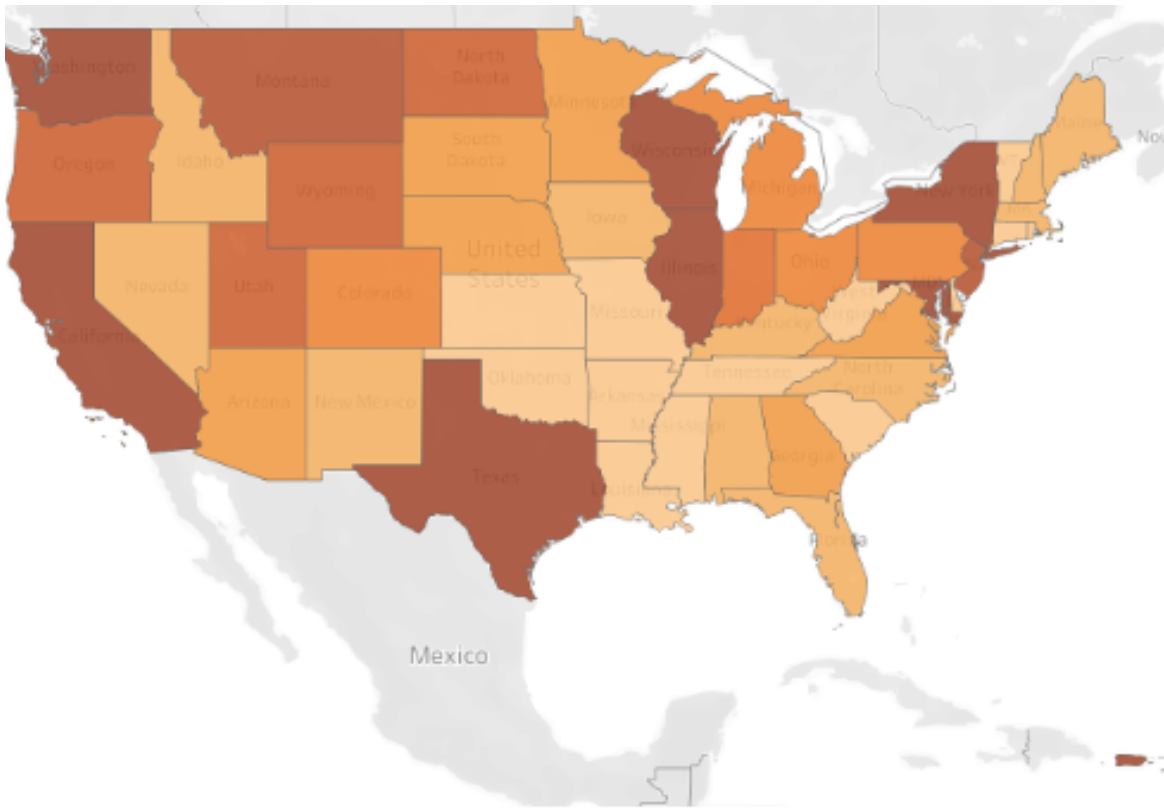 Washington
Montana
North
Dakota
Minnesota
Oregon
Idaho
South
Dakota
Wisconsin
Michigan
Maine
New York
Wyoming
Iowa
Nevada
Utah
Colorado
United
States
Illinois
Ohio
West
Virginia
Missouri
Kentucky
California
Arizona
New Mexico
Oklahoma
Arkansas
Tennessee
North
Carolina
Mississippi
Texas
Louisiana
Georgia
Florida
Mexico